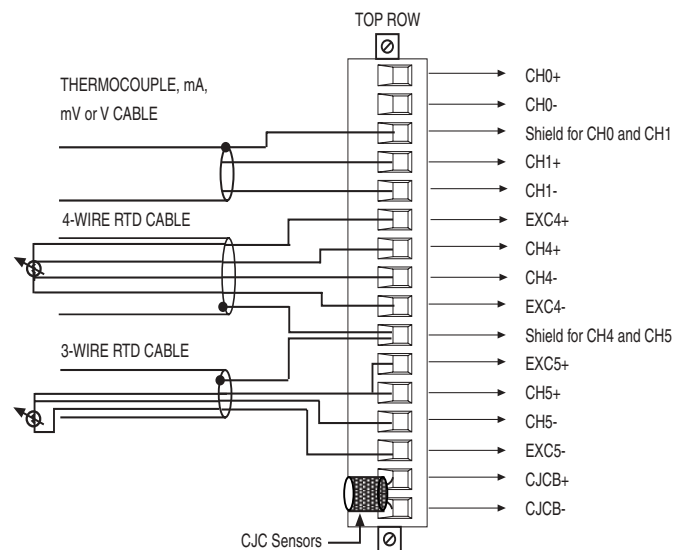 TOP ROW
THERMOCOUPLE, mA,
mV or V CABLE
4-WIRE RTD CABLE
3-WIRE RTD CABLE
CJC Sensors
CH0+
CH0-
Shield for CH0 and CH1
CH1+
CH1-
EXC4+
CH4+
CH4-
EXC4-
Shield for CH4 and CH5
EXC5+
CH5+
CH5-
EXC5-
CJCB+
CJCB-